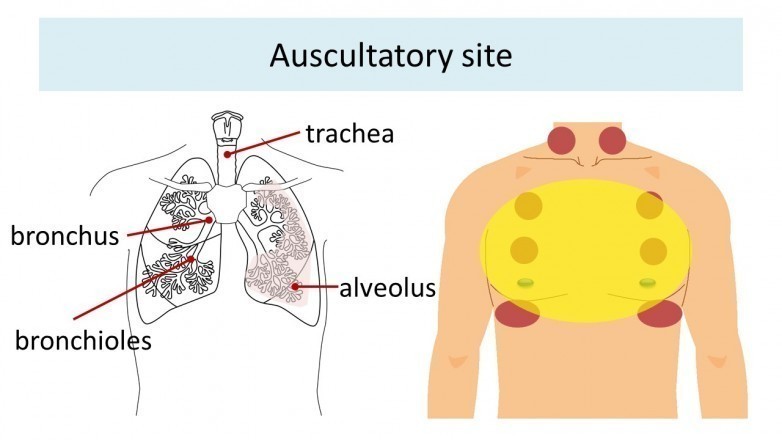 Auscultatory site
trachea
bronchus
alveolus
bronchioles